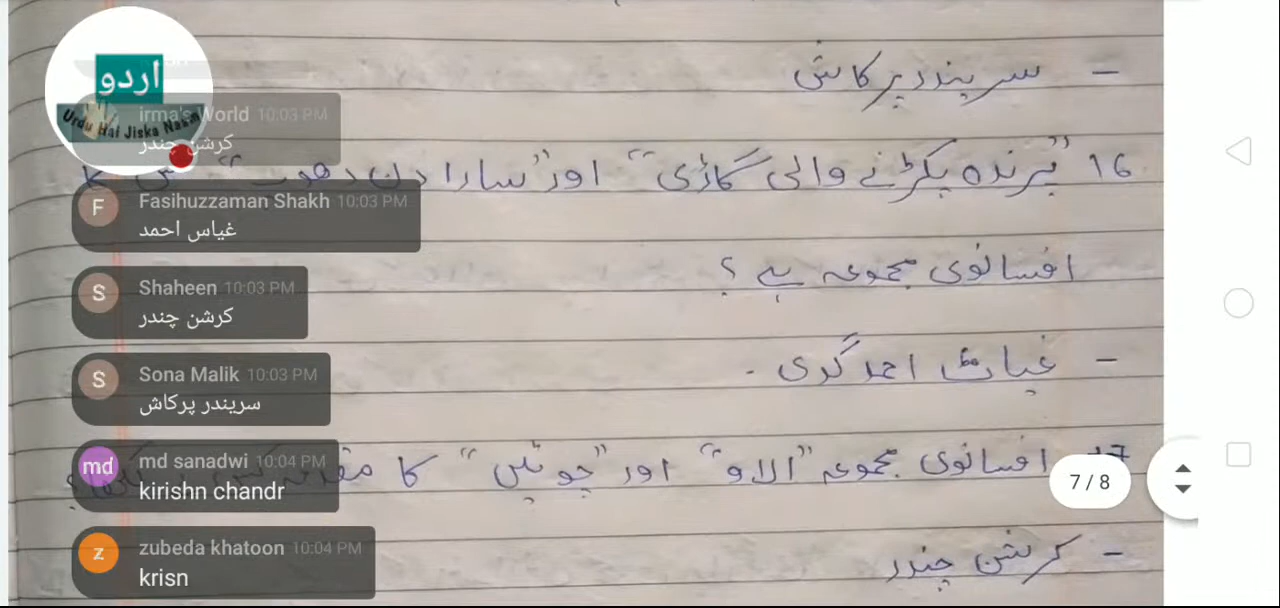 – سریندر پرکاش
16 "پرندہ پکڑنے والی گاڑی" اور "سارا دن دھوپ" کس کا
افسانوی مجموعہ ہے ؟
– غیاث احمد گدی ۔
17 افسانوی مجموعہ "الاو" اور "چوٹیں" کا
– کرشن چندر
اردو
Urdu Hai Jiska Naam
irma's World 10:03 PM
کرشن چندر
F
Fasihuzzaman Shakh 10:03 PM
غیاس احمد
S
Shaheen 10:03 PM
کرشن چندر
S
Sona Malik 10:03 PM
سریندر پرکاش
md
md sanadwi 10:04 PM
kirishn chandr
z
zubeda khatoon 10:04 PM
krisn
7 / 8